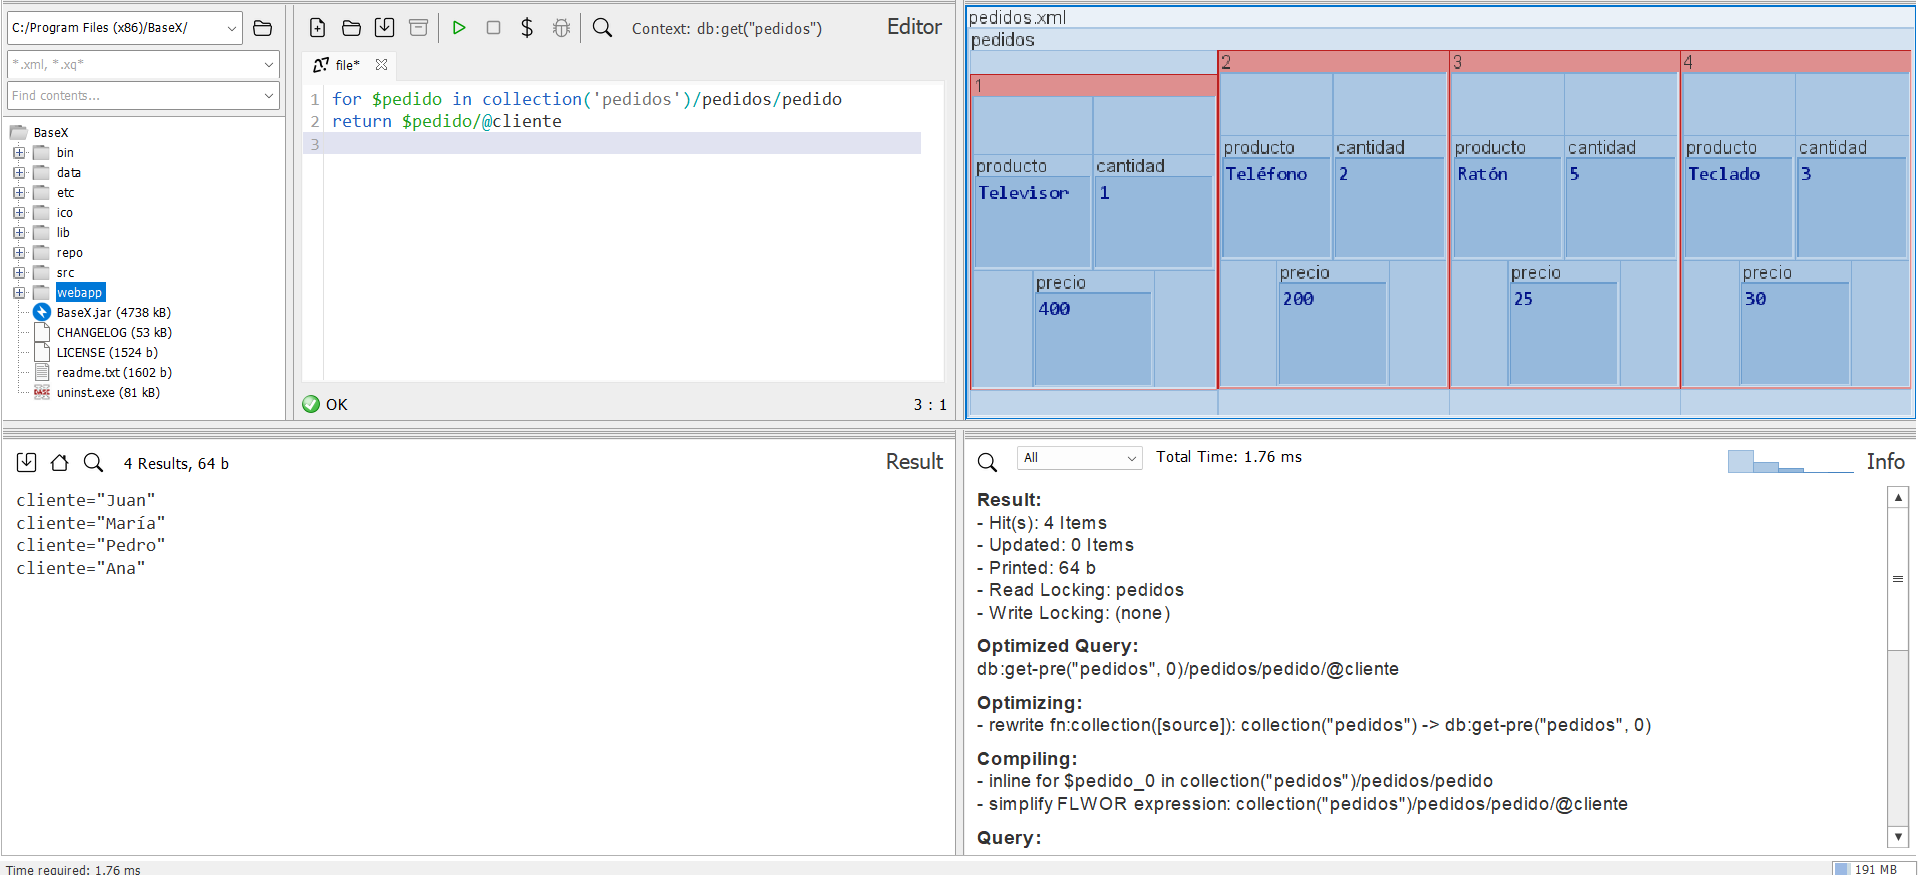 C:/Program Files (x86)/BaseX/
*.xml, *.xq*
Find contents...
BaseX
bin
data
etc
ico
lib
repo
src
webapp
BaseX.jar (4738 kB)
CHANGELOG (53 kB)
LICENSE (1524 b)
readme.txt (1602 b)
uninst.exe (81 kB)
Context: db:get("pedidos")
Editor
file*
1 for $pedido in collection('pedidos')/pedidos/pedido
2 return $pedido/@cliente
3
OK
3 : 1
pedidos.xml
pedidos
1
producto
Televisor
cantidad
1
precio
400
2
producto
Teléfono
cantidad
2
precio
200
3
producto
Ratón
cantidad
5
precio
25
4
producto
Teclado
cantidad
3
precio
30
4 Results, 64 b
Result
cliente="Juan"
cliente="María"
cliente="Pedro"
cliente="Ana"
All
Total Time: 1.76 ms
Info
Result:
- Hit(s): 4 Items
- Updated: 0 Items
- Printed: 64 b
- Read Locking: pedidos
- Write Locking: (none)
Optimized Query:
db:get-pre("pedidos", 0)/pedidos/pedido/@cliente
Optimizing:
- rewrite fn:collection([source]): collection("pedidos") -> db:get-pre("pedidos", 0)
Compiling:
- inline for $pedido_0 in collection("pedidos")/pedidos/pedido
- simplify FLWOR expression: collection("pedidos")/pedidos/pedido/@cliente
Query:
Time required: 1.76 ms
191 MB